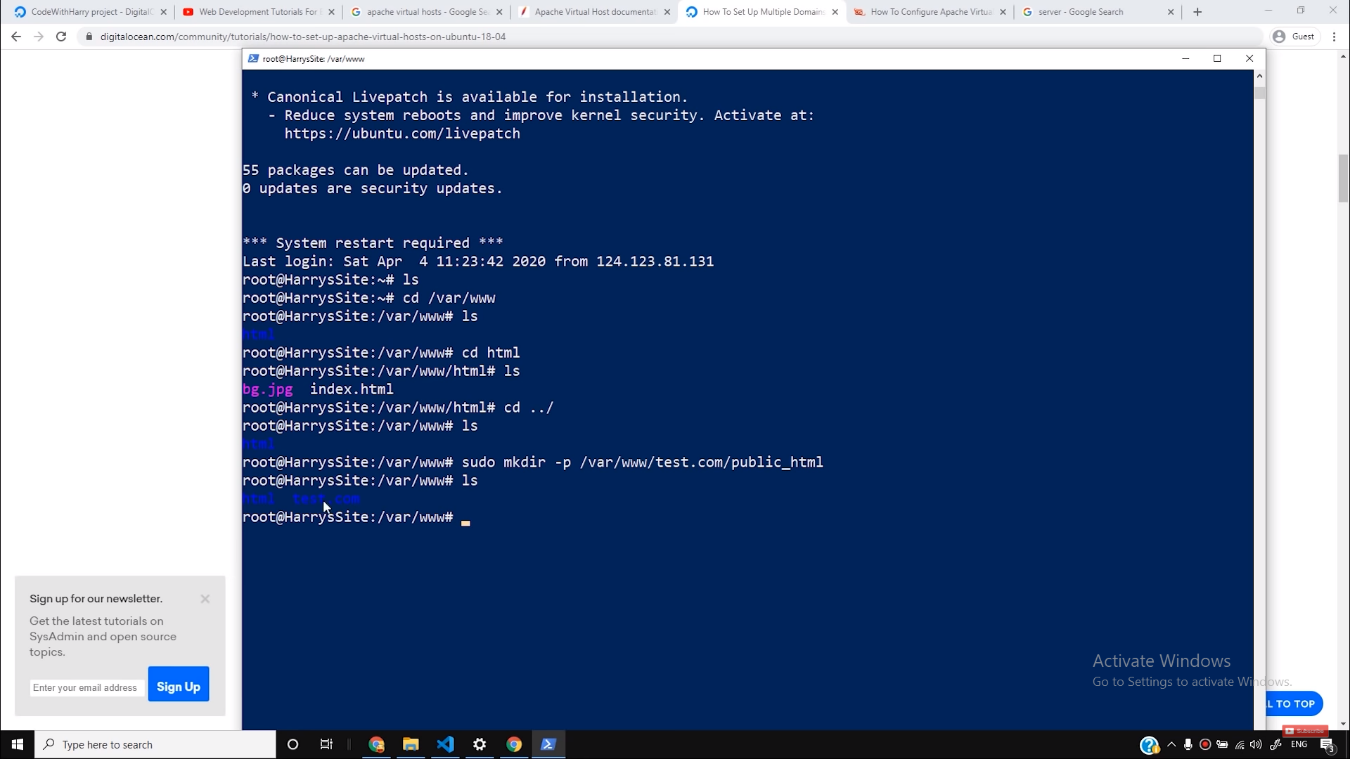 CodeWithHarry project - DigitalO
Web Development Tutorials For
apache virtual hosts - Google Se
Apache Virtual Host documentat
How To Set Up Multiple Domain
How To Configure Apache Virtua
server - Google Search
digitalocean.com/community/tutorials/how-to-set-up-apache-virtual-hosts-on-ubuntu-18-04
Guest
root@HarrysSite: /var/www
* Canonical Livepatch is available for installation.
- Reduce system reboots and improve kernel security. Activate at:
https://ubuntu.com/livepatch
55 packages can be updated.
0 updates are security updates.
*** System restart required ***
Last login: Sat Apr  4 11:23:42 2020 from 124.123.81.131
root@HarrysSite:~# ls
root@HarrysSite:~# cd /var/www
root@HarrysSite:/var/www# ls
html
root@HarrysSite:/var/www# cd html
root@HarrysSite:/var/www/html# ls
bg.jpg  index.html
root@HarrysSite:/var/www/html# cd ../
root@HarrysSite:/var/www# ls
html
root@HarrysSite:/var/www# sudo mkdir -p /var/www/test.com/public_html
root@HarrysSite:/var/www# ls
html  test.com
root@HarrysSite:/var/www#
Sign up for our newsletter.
Get the latest tutorials on
SysAdmin and open source
topics.
Enter your email address
Sign Up
Activate Windows
Go to Settings to activate Windows.
L TO TOP
Subscribe
Type here to search
ENG
3